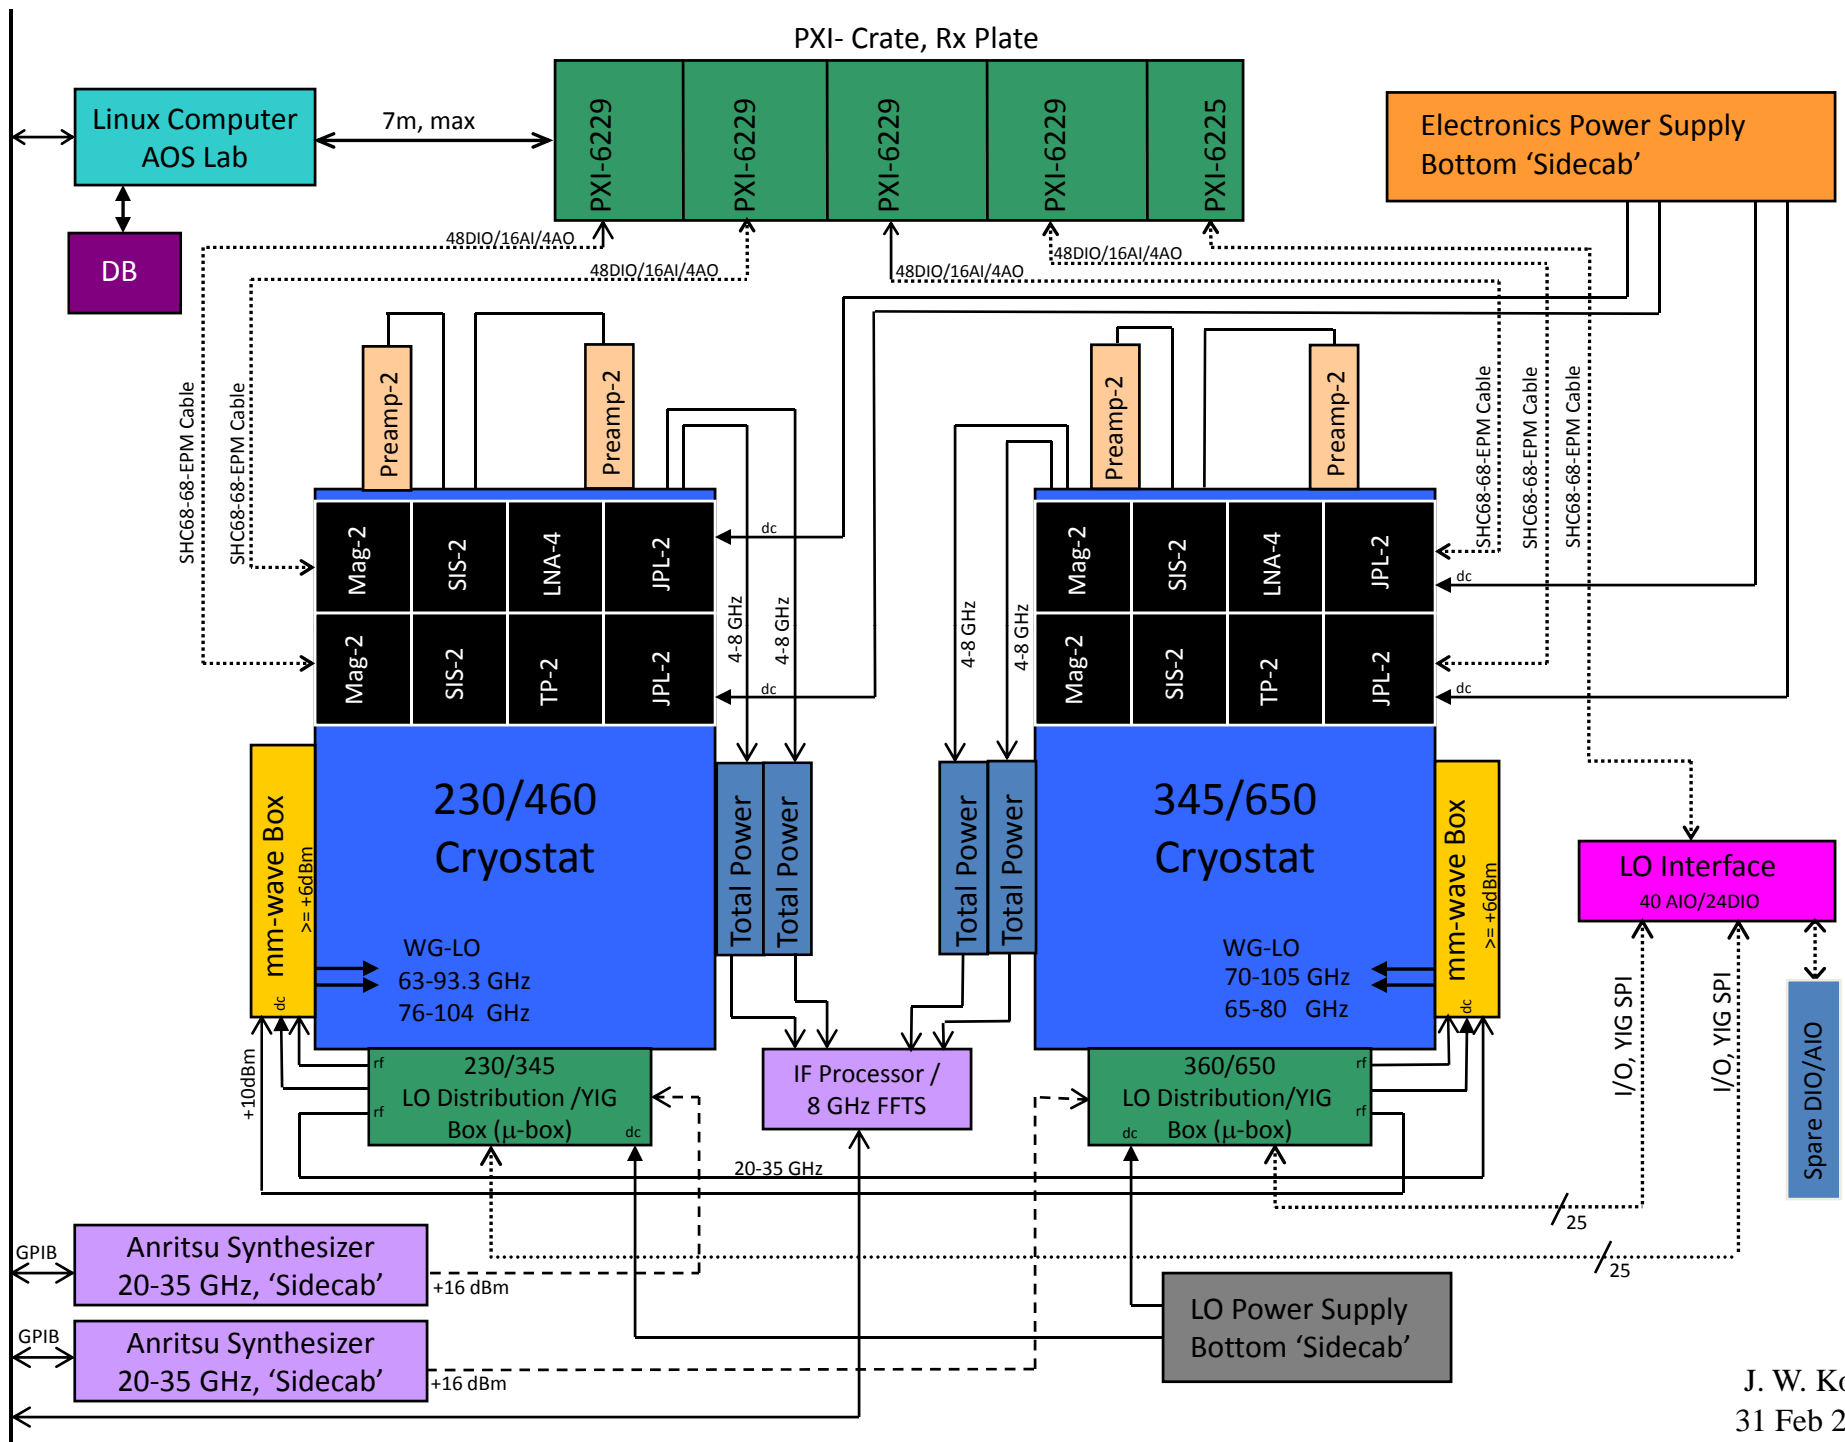 PXI- Crate, Rx Plate
Linux Computer
AOS Lab
7m, max
PXI-6229
PXI-6229
PXI-6229
PXI-6229
PXI-6225
Electronics Power Supply
Bottom ‘Sidecab’
DB
48DIO/16AI/4AO
48DIO/16AI/4AO
48DIO/16AI/4AO
48DIO/16AI/4AO
SHC68-68-EPM Cable
SHC68-68-EPM Cable
Preamp-2
Preamp-2
Preamp-2
Preamp-2
SHC68-68-EPM Cable
SHC68-68-EPM Cable
SHC68-68-EPM Cable
Mag-2
SIS-2
LNA-4
JPL-2
dc
Mag-2
SIS-2
TP-2
JPL-2
dc
4-8 GHz
4-8 GHz
4-8 GHz
4-8 GHz
Mag-2
SIS-2
LNA-4
JPL-2
dc
Mag-2
SIS-2
TP-2
JPL-2
dc
mm-wave Box
>= +6dBm
dc
230/460
Cryostat
WG-LO
63-93.3 GHz
76-104 GHz
Total Power
Total Power
Total Power
Total Power
345/650
Cryostat
WG-LO
70-105 GHz
65-80 GHz
mm-wave Box
>= +6dBm
dc
LO Interface
40 AIO/24DIO
I/O, YIG SPI
I/O, YIG SPI
Spare DIO/AIO
+10dBm
rf
rf
230/345
LO Distribution /YIG
Box (μ-box)
dc
IF Processor /
8 GHz FFTS
360/650
LO Distribution/YIG
Box (μ-box)
dc
rf
rf
20-35 GHz
25
25
GPIB
Anritsu Synthesizer
20-35 GHz, ‘Sidecab’
+16 dBm
GPIB
Anritsu Synthesizer
20-35 GHz, ‘Sidecab’
+16 dBm
LO Power Supply
Bottom ‘Sidecab’
J. W.
31 Feb